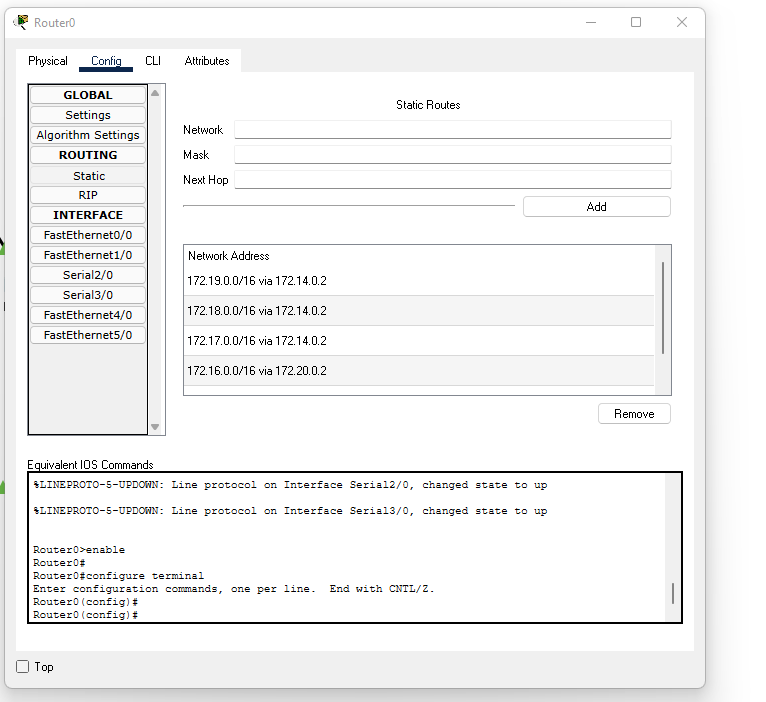 Router0
Physical Config CLI Attributes
GLOBAL
Settings
Algorithm Settings
ROUTING
Static
RIP
INTERFACE
FastEthernet0/0
FastEthernet1/0
Serial2/0
Serial3/0
FastEthernet4/0
FastEthernet5/0
Static Routes
Network
Mask
Next Hop
Add
Network Address
172.19.0.0/16 via 172.14.0.2
172.18.0.0/16 via 172.14.0.2
172.17.0.0/16 via 172.14.0.2
172.16.0.0/16 via 172.20.0.2
Remove
Equivalent IOS Commands
%LINEPROTO-5-UPDOWN: Line protocol on Interface Serial2/0, changed state to up
%LINEPROTO-5-UPDOWN: Line protocol on Interface Serial3/0, changed state to up
Router0>enable
Router0#
Router0#configure terminal
Enter configuration commands, one per line.  End with CNTL/Z.
Router0(config)#
Router0(config)#
Top